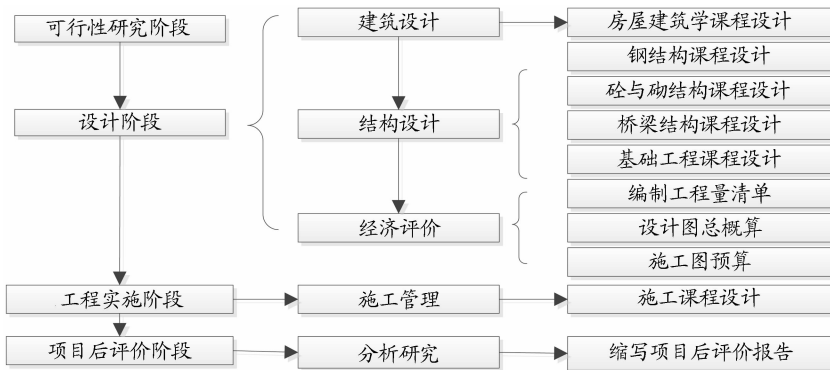 可行性研究阶段
建筑设计
房屋建筑学课程设计
钢结构课程设计
砼与砌结构课程设计
设计阶段
结构设计
桥梁结构课程设计
基础工程课程设计
编制工程量清单
经济评价
设计图总概算
施工图预算
工程实施阶段
施工管理
施工课程设计
项目后评价阶段
分析研究
缩写项目后评价报告